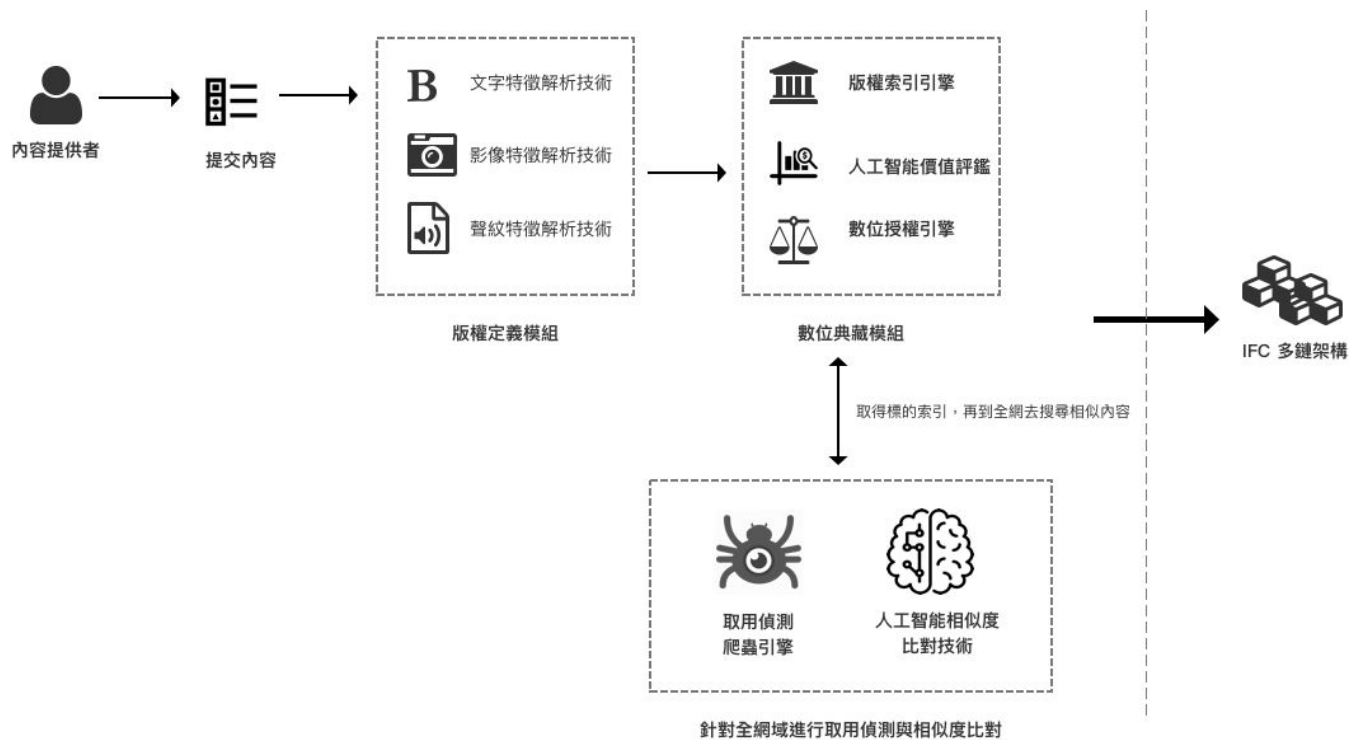 內容提供者
提交內容
B
文字特徵解析技術
影像特徵解析技術
聲紋特徵解析技術
版權定義模組
版權索引引擎
人工智能價值評鑑
數位授權引擎
數位典藏模組
IFC 多鏈架構
取得標的索引，再到全網去搜尋相似內容
取用偵測
爬蟲引擎
人工智能相似度
比對技術
針對全網域進行取用偵測與相似度比對